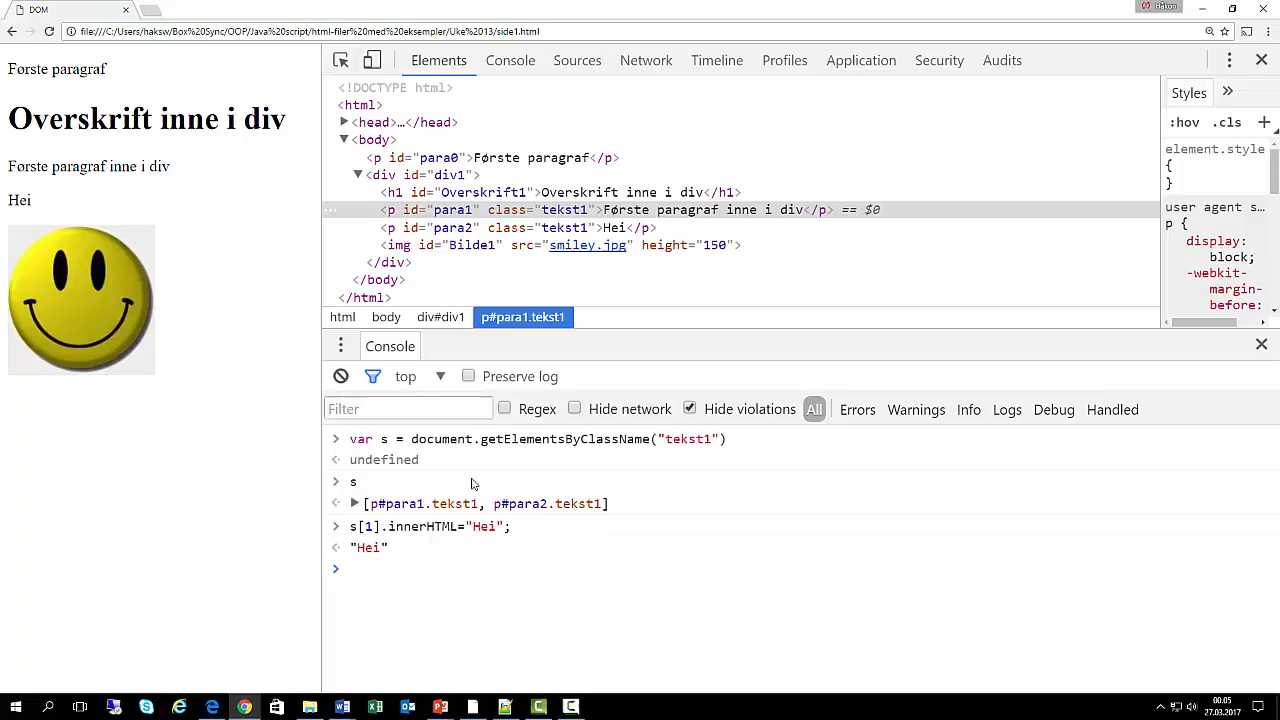 DOM
Håkon
file:///C:/Users/haksw/Box%20Sync/OOP/Java%20script/html-filer%20med%20eksempler/Uke%2013/side1.html
Første paragraf
Overskrift inne i div
Første paragraf inne i div
Hei
Elements Console Sources Network Timeline Profiles Application Security Audits
<!DOCTYPE html>
<html>
<head>…</head>
<body>
<p id="para0">Første paragraf</p>
<div id="div1">
<h1 id="Overskrift1">Overskrift inne i div</h1>
... <p id="para1" class="tekst1">Første paragraf inne i div</p> == $0
<p id="para2" class="tekst1">Hei</p>
<img id="Bilde1" src="smiley.jpg" height="150">
</div>
</body>
</html>
html body div#div1 p#para1.tekst1
Styles »
:hov .cls +
element.style
{
}
user agent s…
p {
display:
block;
-webkit-
margin-
before:
Console
top Preserve log
Filter Regex Hide network Hide violations All Errors Warnings Info Logs Debug Handled
> var s = document.getElementsByClassName("tekst1")
undefined
> s
[p#para1.tekst1, p#para2.tekst1]
> s[1].innerHTML="Hei";
"Hei"
>
00.05
27.03.2017